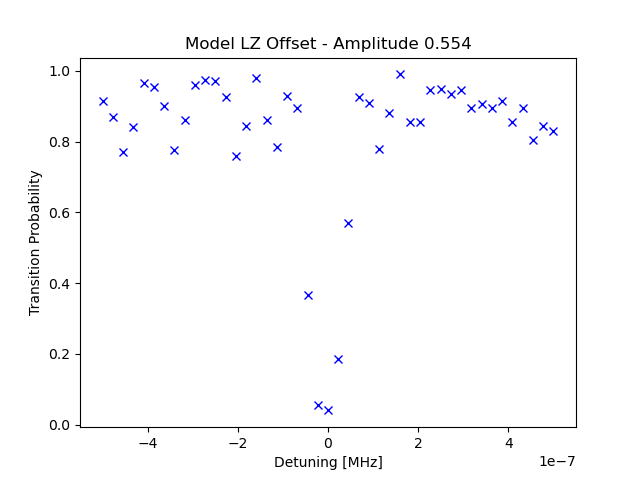 Model LZ Offset - Amplitude 0.554
1.0
0.8
0.6
0.4
0.2
0.0
Transition Probability
−4
−2
0
2
4
1e−7
Detuning [MHz]